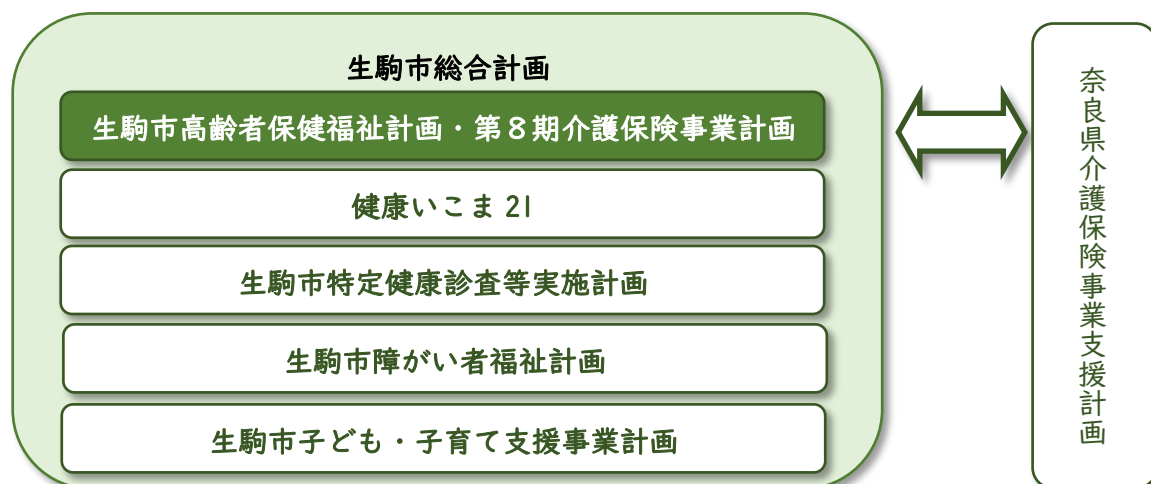 生駒市総合計画
生駒市高齢者保健福祉計画・第８期介護保険事業計画
健康いこま 21
生駒市特定健康診査等実施計画
生駒市障がい者福祉計画
生駒市子ども・子育て支援事業計画
奈良県介護保険事業支援計画